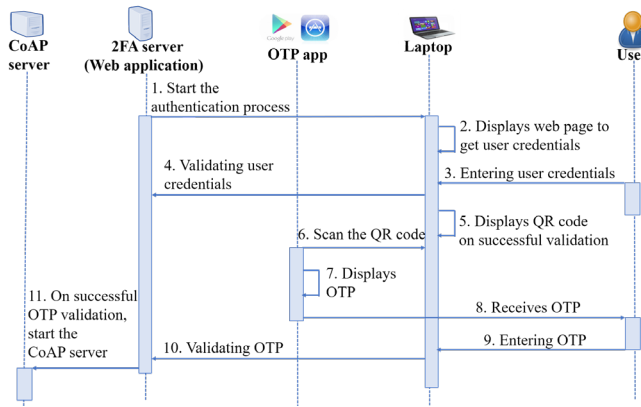 Google play
CoAP
server
2FA server
(Web application)
OTP app
Laptop
Use
1. Start the
authentication process
2. Displays web page to
get user credentials
3. Entering user credentials
4. Validating user
credentials
5. Displays QR code
on successful validation
6. Scan the QR code
7. Displays
OTP
8. Receives OTP
9. Entering OTP
10. Validating OTP
11. On successful
OTP validation,
start the
CoAP server